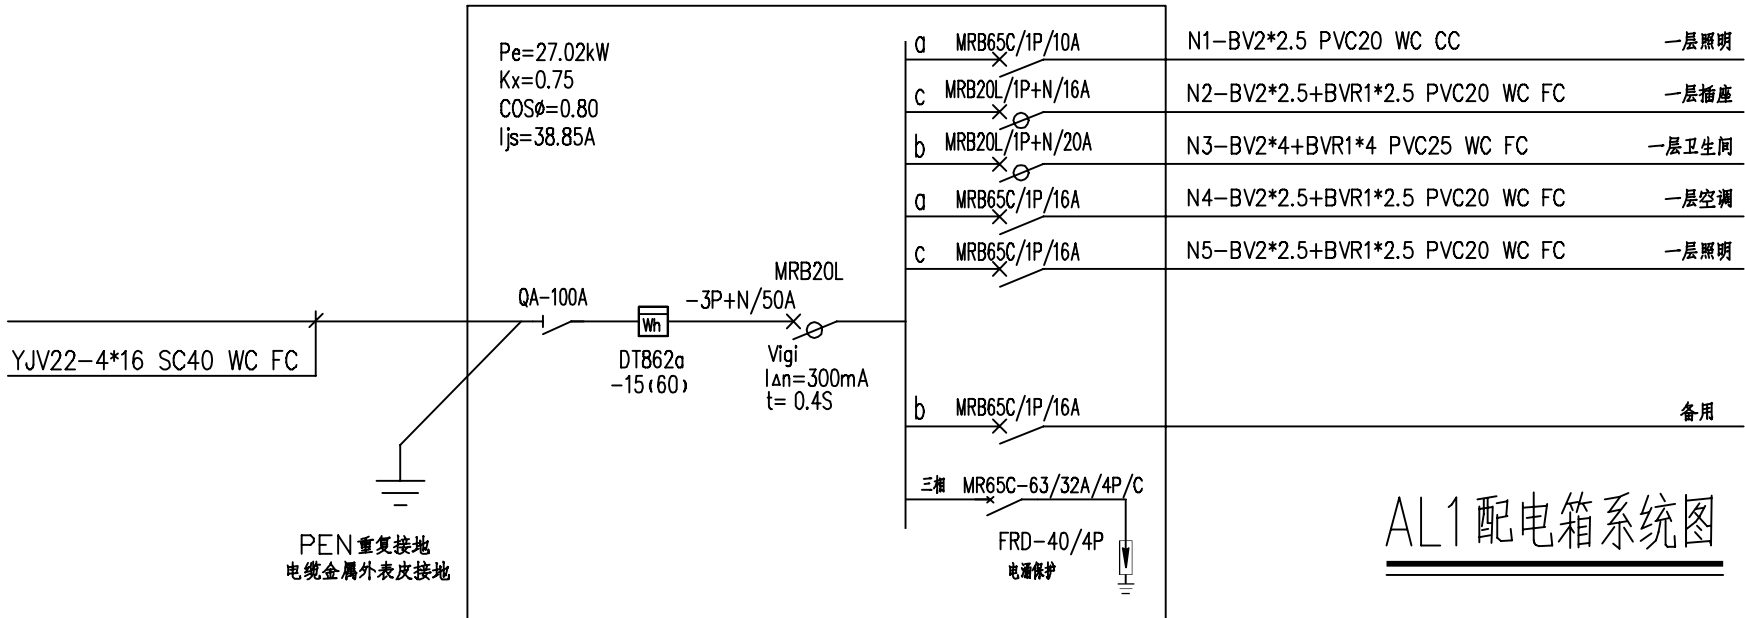 Pe=27.02kW
Kx=0.75
COSø=0.80
Ijs=38.85A
a MRB65C/1P/10A N1-BV2*2.5 PVC20 WC CC 一层照明
c MRB20L/1P+N/16A N2-BV2*2.5+BVR1*2.5 PVC20 WC FC 一层插座
b MRB20L/1P+N/20A N3-BV2*4+BVR1*4 PVC25 WC FC 一层卫生间
a MRB65C/1P/16A N4-BV2*2.5+BVR1*2.5 PVC20 WC FC 一层空调
c MRB65C/1P/16A N5-BV2*2.5+BVR1*2.5 PVC20 WC FC 一层照明
MRB20L
QA-100A
-3P+N/50A
Wh
YJV22-4*16 SC40 WC FC
DT862a
-15(60)
Vigi
I△n=300mA
t= 0.4S
b MRB65C/1P/16A 备用
三相 MR65C-63/32A/4P/C
FRD-40/4P
电涌保护
PEN重复接地
电缆金属外表皮接地
AL1配电箱系统图